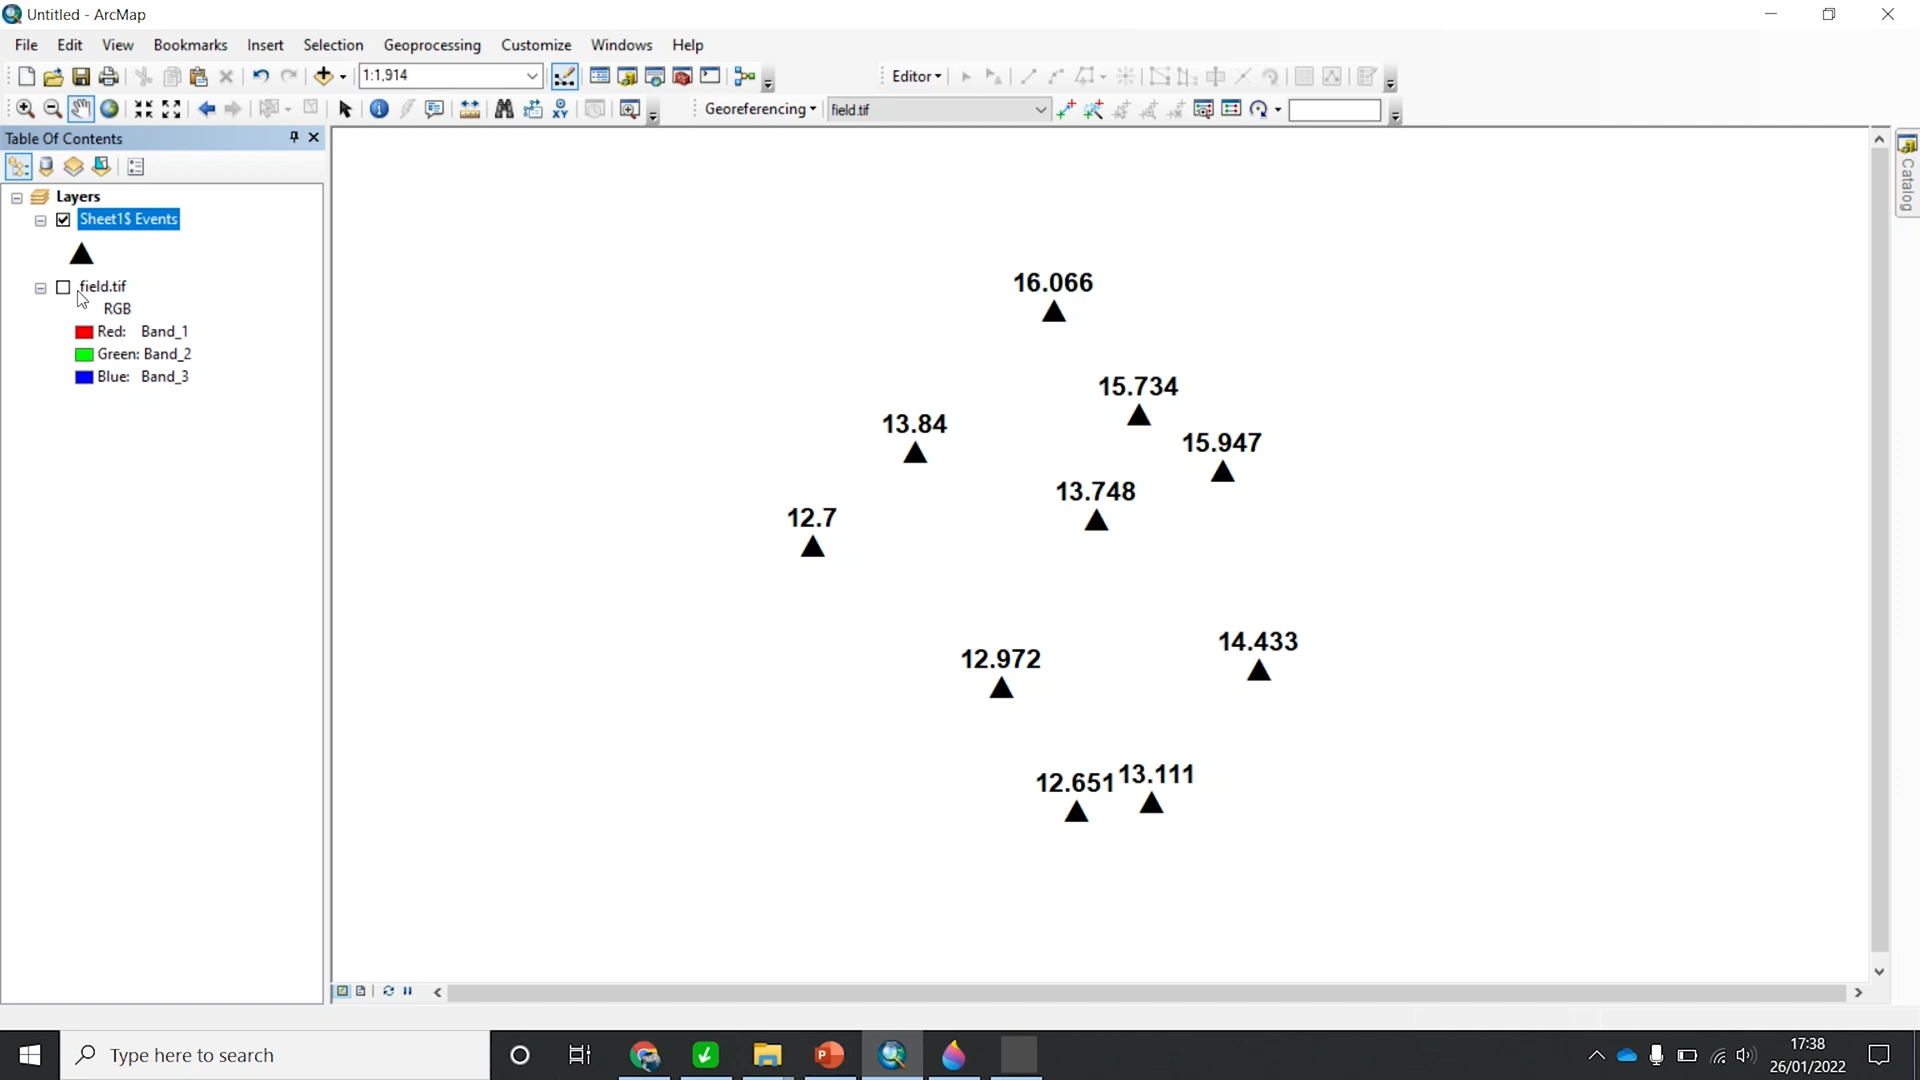 Untitled - ArcMap
File Edit View Bookmarks Insert Selection Geoprocessing Customize Windows Help
1:1,914
Editor
Georeferencing field.tif
Table Of Contents
Layers
Sheet1$ Events
field.tif
RGB
Red: Band_1
Green: Band_2
Blue: Band_3
16.066
15.734
13.84
15.947
13.748
12.7
14.433
12.972
12.651 13.111
Catalog
Type here to search
17:38
26/01/2022